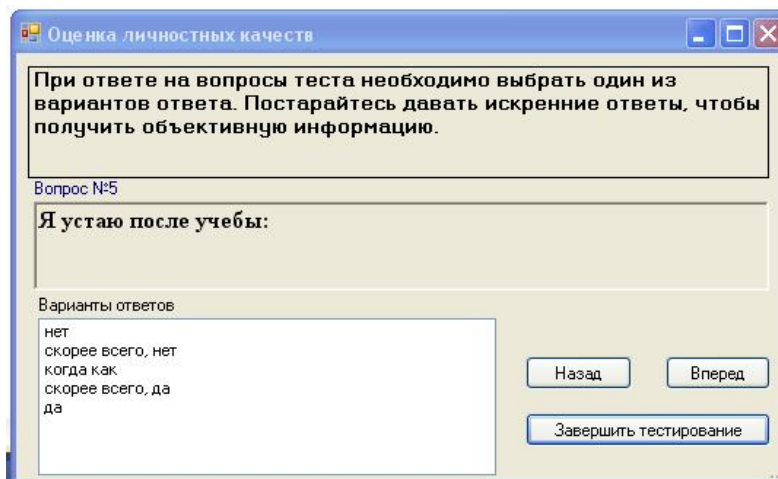 Оценка личностных качеств
При ответе на вопросы теста необходимо выбрать один из
вариантов ответа. Постарайтесь давать искренние ответы, чтобы
получить объективную информацию.
Вопрос №5
Я устаю после учебы:
Варианты ответов
нет
скорее всего, нет
когда как
скорее всего, да
да
Назад
Вперед
Завершить тестирование